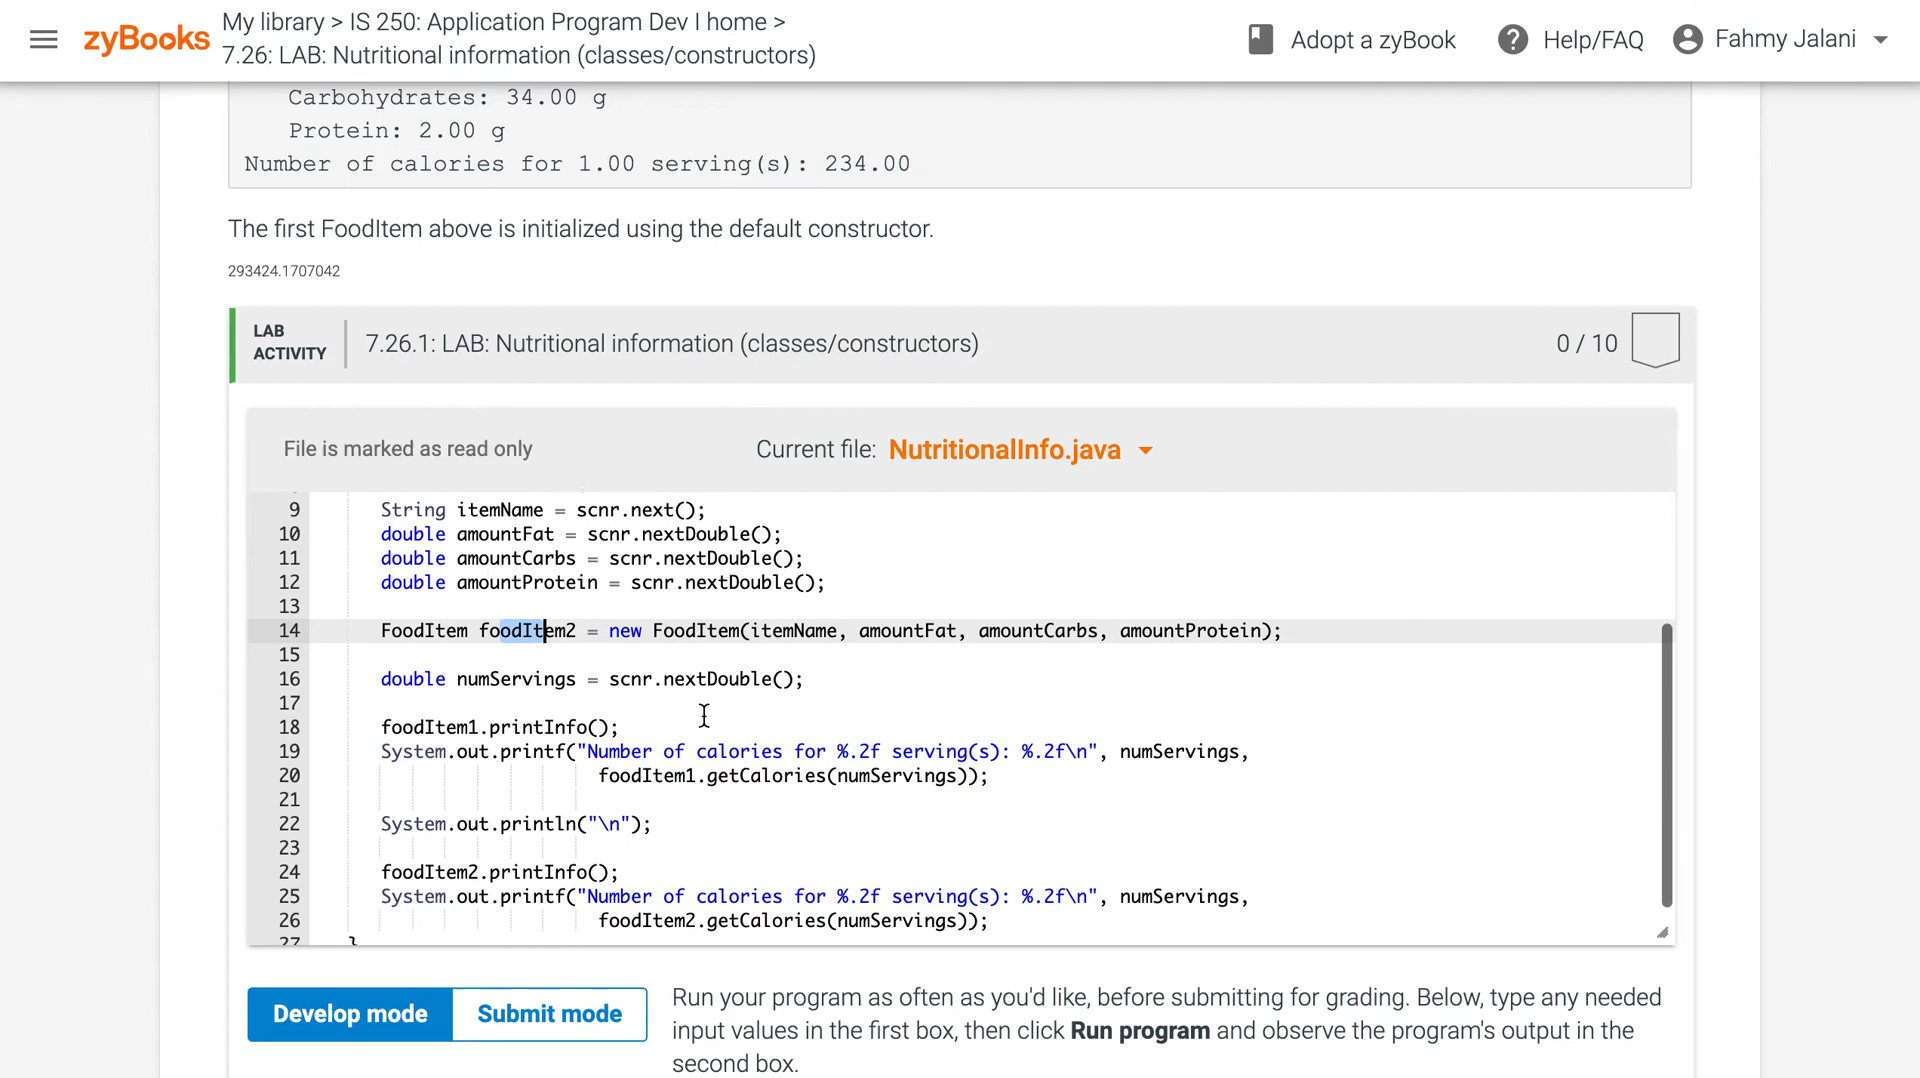 zyBooks
My library > IS 250: Application Program Dev I home >
7.26: LAB: Nutritional information (classes/constructors)
Adopt a zyBook
Help/FAQ
Fahmy Jalani
Carbohydrates: 34.00 g
Protein: 2.00 g
Number of calories for 1.00 serving(s): 234.00
The first FoodItem above is initialized using the default constructor.
293424.1707042
LAB
ACTIVITY
7.26.1: LAB: Nutritional information (classes/constructors)
0 / 10
File is marked as read only
Current file: NutritionalInfo.java
9 String itemName = scnr.next();
10 double amountFat = scnr.nextDouble();
11 double amountCarbs = scnr.nextDouble();
12 double amountProtein = scnr.nextDouble();
13
14 FoodItem foodItem2 = new FoodItem(itemName, amountFat, amountCarbs, amountProtein);
15
16 double numServings = scnr.nextDouble();
17
18 foodItem1.printInfo();
19 System.out.printf("Number of calories for %.2f serving(s): %.2f\n", numServings,
20 foodItem1.getCalories(numServings));
21
22 System.out.println("\n");
23
24 foodItem2.printInfo();
25 System.out.printf("Number of calories for %.2f serving(s): %.2f\n", numServings,
26 foodItem2.getCalories(numServings));
27 }
Develop mode
Submit mode
Run your program as often as you'd like, before submitting for grading. Below, type any needed
input values in the first box, then click Run program and observe the program's output in the
second box.